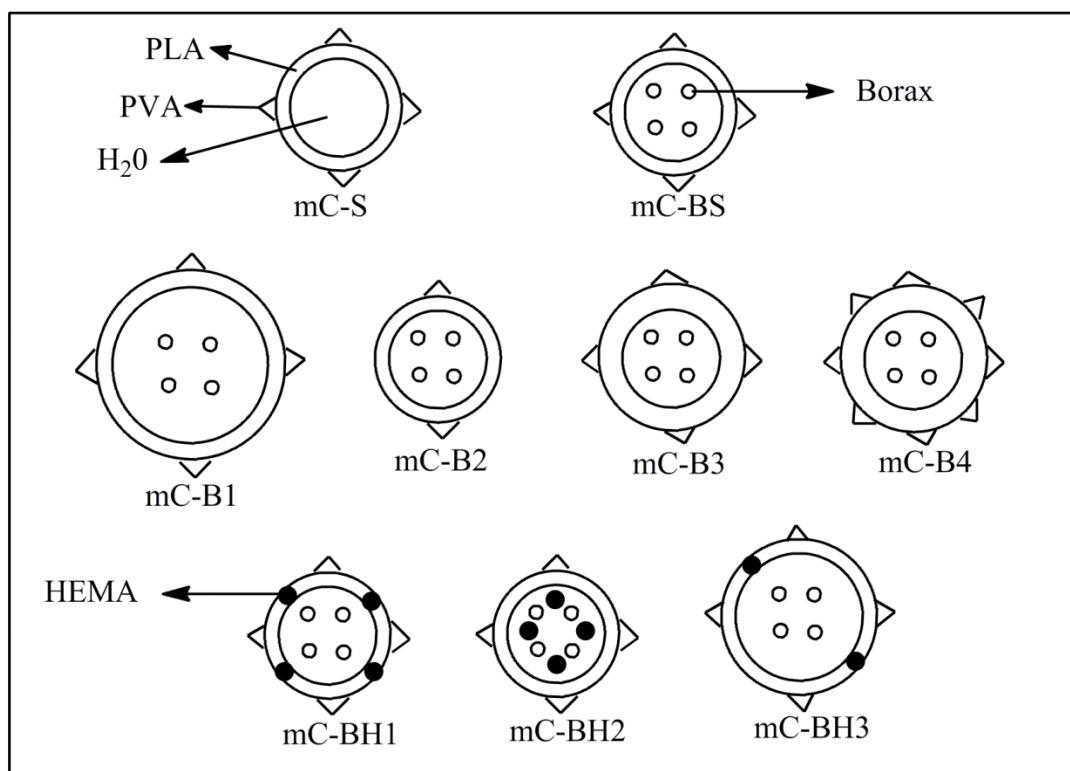 PLA
PVA
H₂0
Borax
mC-S
mC-BS
mC-B1
mC-B2
mC-B3
mC-B4
HEMA
mC-BH1
mC-BH2
mC-BH3